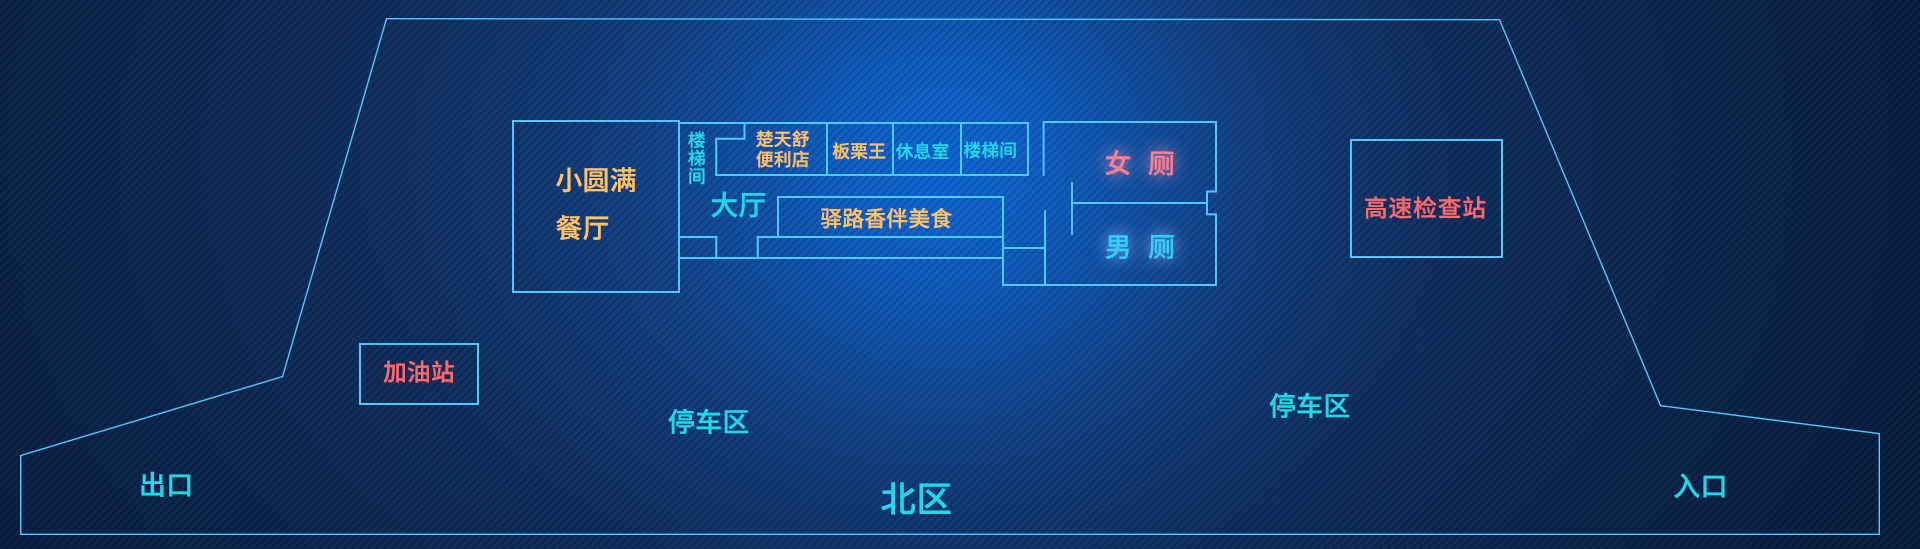 楼梯间
楚天舒
便利店
板栗王
休息室
楼梯间
女 厕
小圆满
餐厅
大厅
驿路香伴美食
男 厕
高速检查站
加油站
停车区
停车区
出口
北区
入口